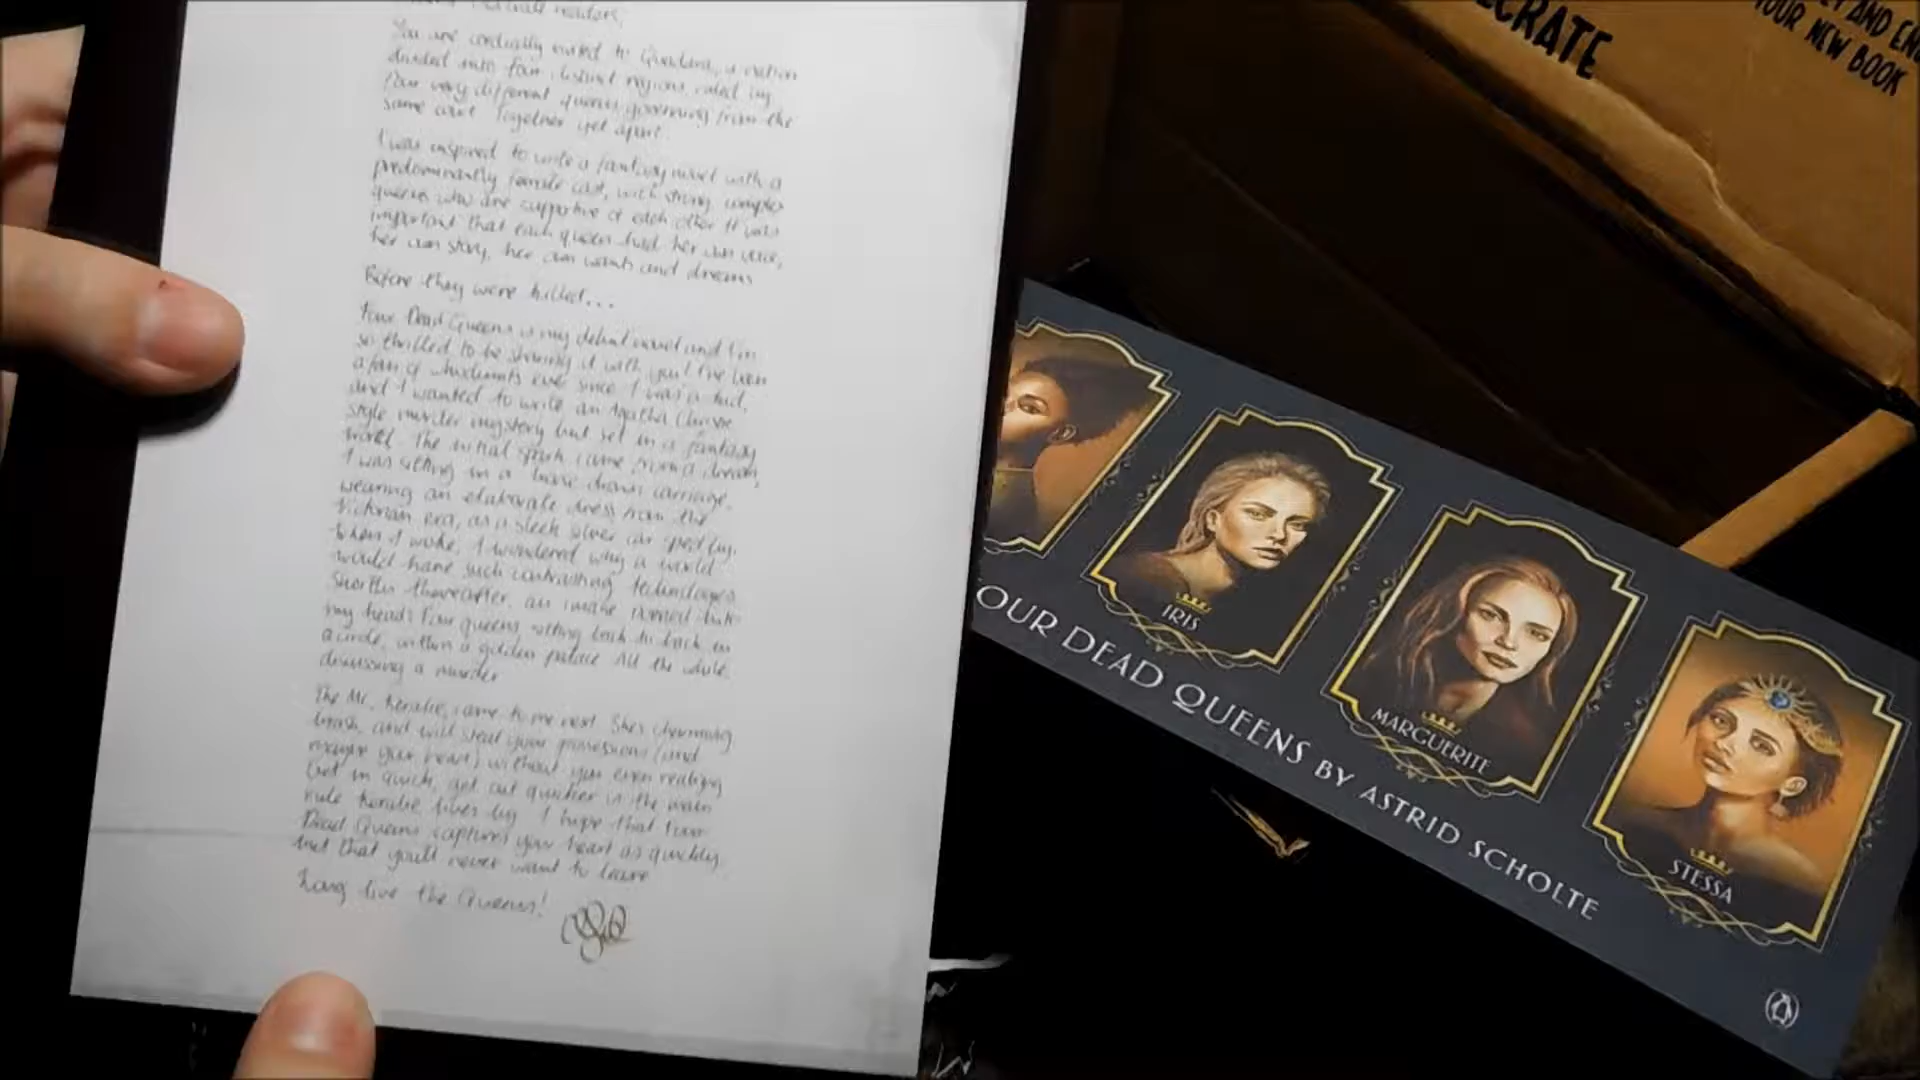 readers,
You are cordially invited to Quadara, a nation
divided into four distinct regions, ruled by
four very different queens governing from the
same court. Together yet apart.
I was inspired to write a fantasy novel with a
predominantly female cast, with strong, complex
queens who are supportive of each other. It was
important that each queen had her own voice,
her own story, her own wants and dreams
Before they were killed...
Four Dead Queens is my debut novel and I'm
so thrilled to be sharing it with you! I've been
a fan of whodunnits ever since I was a kid,
and I wanted to write an Agatha Christie
style murder mystery but set in a fantasy
world. The initial spark came from a dream,
I was sitting in a horse drawn carriage,
wearing an elaborate dress from the
Victorian era, as a sleek silver car sped by.
When I woke, I wondered why a world
would have such contrasting technologies.
Shortly thereafter, an image popped into
my head: four queens sitting back to back in
a circle, within a golden palace. All the while,
discussing a murder
The MC, Keralie, came to me next. She's charming,
brash, and will steal your possessions (and
maybe your heart) without you even realizing
Get in quick, get out quicker is the main
rule Keralie lives by. I hope that Four
Dead Queens captures your heart as quickly,
but that you'll never want to leave
Long live the Queens!
CRATE
AND
YOUR NEW BOOK
IRIS
MARGUERITE
STESSA
OUR DEAD QUEENS BY ASTRID SCHOLTE